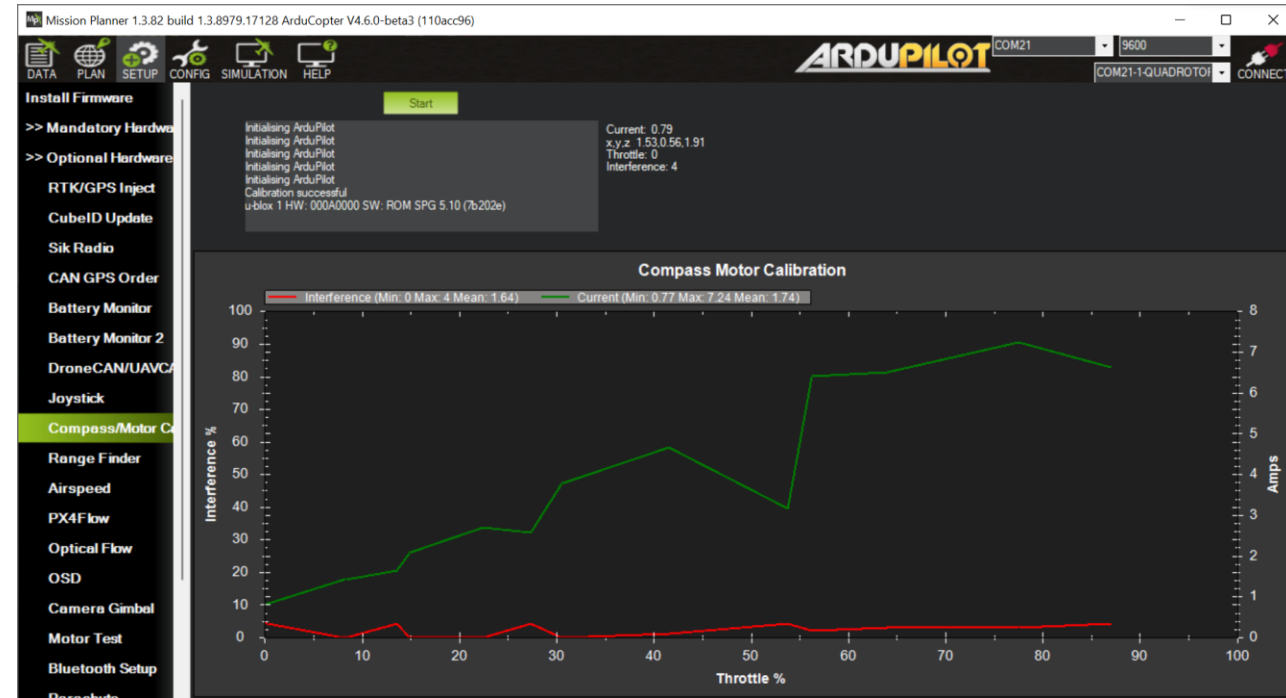 Mission Planner 1.3.82 build 1.3.8979.17128 ArduCopter V4.6.0-beta3 (110acc96)
DATA PLAN SETUP CONFIG SIMULATION HELP
ARDUPILOT
COM21
9600
COM21-1-QUADROTOR
CONNECT
Install Firmware
>> Mandatory Hardwa
>> Optional Hardware
RTK/GPS Inject
CubeID Update
Sik Radio
CAN GPS Order
Battery Monitor
Battery Monitor 2
DroneCAN/UAVCA
Joystick
Compass/Motor Ca
Range Finder
Airspeed
PX4Flow
Optical Flow
OSD
Camera Gimbal
Motor Test
Bluetooth Setup
Parachute
Start
Initialising ArduPilot
Initialising ArduPilot
Initialising ArduPilot
Initialising ArduPilot
Initialising ArduPilot
Calibration successful
u-blox 1 HW: 000A0000 SW: ROM SPG 5.10 (7b202e)
Current: 0.79
x,y,z 1.53,0.56,1.91
Throttle: 0
Interference: 4
Compass Motor Calibration
Interference (Min: 0 Max: 4 Mean: 1.64) Current (Min: 0.77 Max: 7.24 Mean: 1.74)
Interference %
100
90
80
70
60
50
40
30
20
10
0
8
7
6
5
4
3
2
1
0
Amps
0 10 20 30 40 50 60 70 80 90 100
Throttle %